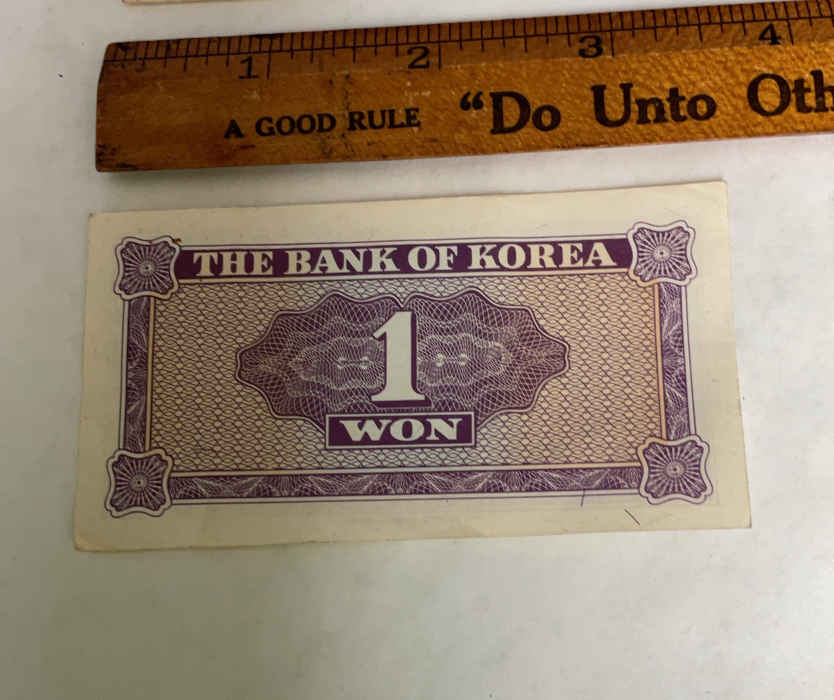 1 2 3 4
A GOOD RULE “Do Unto Oth
THE BANK OF KOREA
1
WON